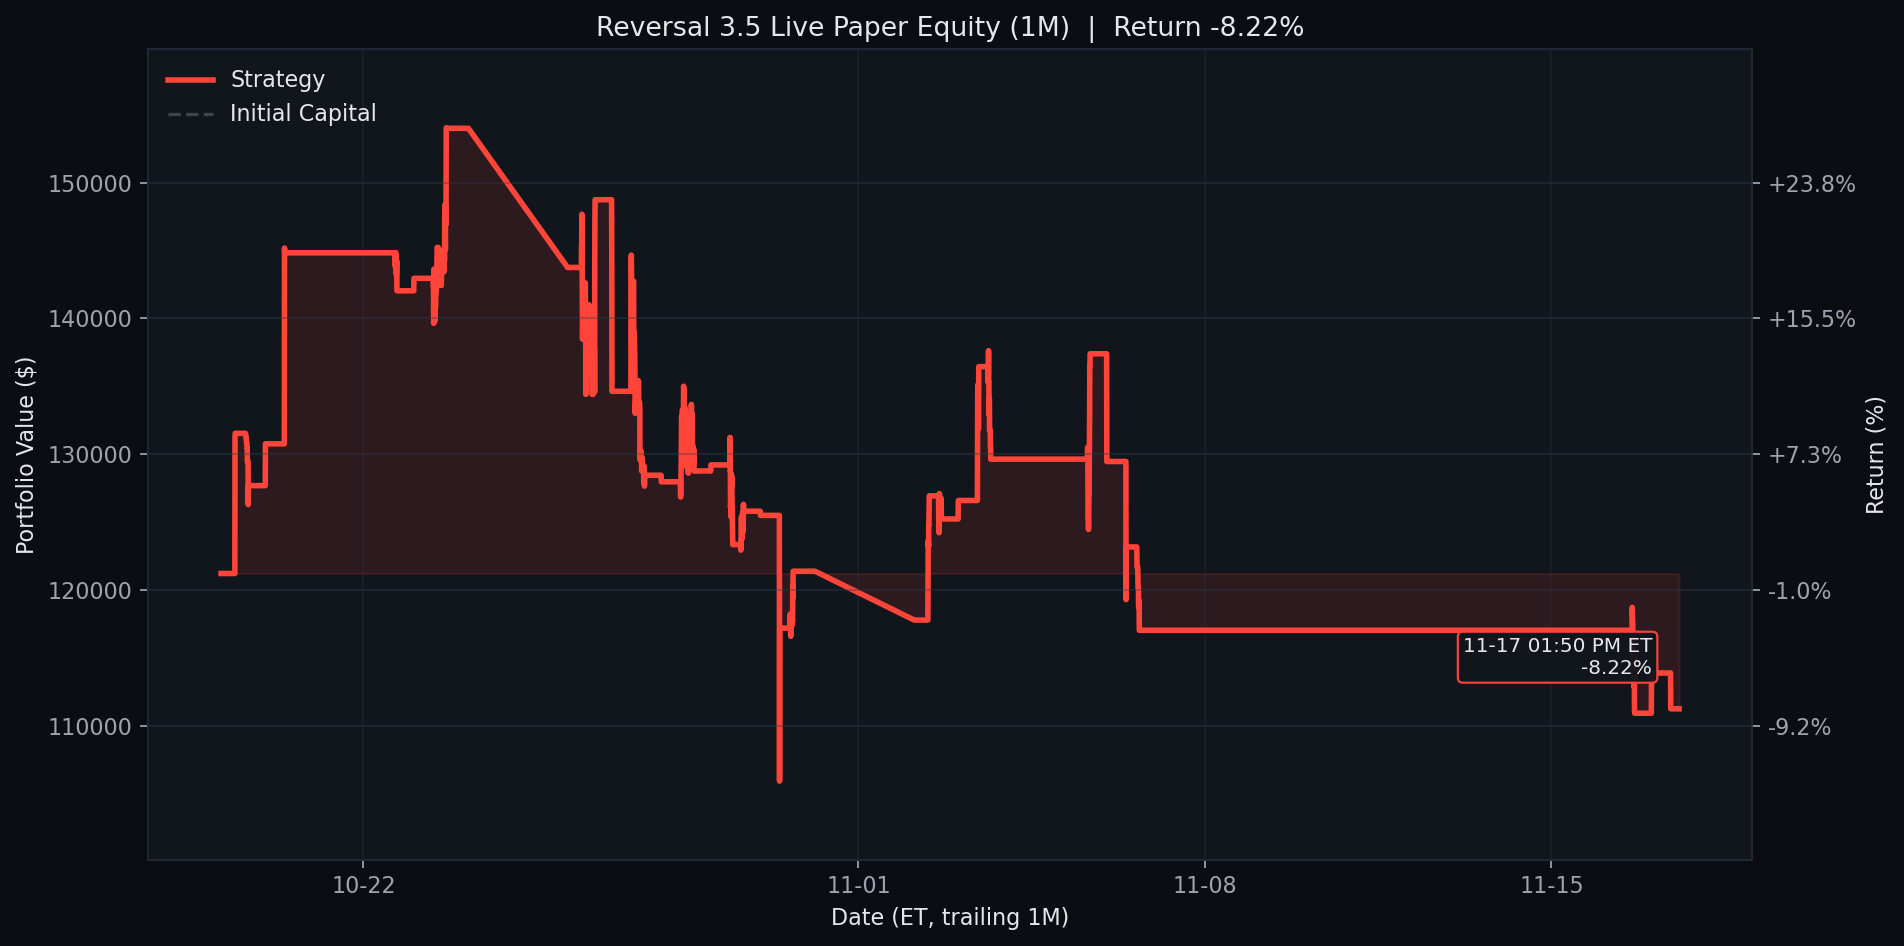 Reversal 3.5 Live Paper Equity (1M)  |  Return -8.22%
Strategy
Initial Capital
Portfolio Value ($)
150000
140000
130000
120000
110000
+23.8%
+15.5%
+7.3%
-1.0%
-9.2%
Return (%)
11-17 01:50 PM ET
-8.22%
10-22
11-01
11-08
11-15
Date (ET, trailing 1M)